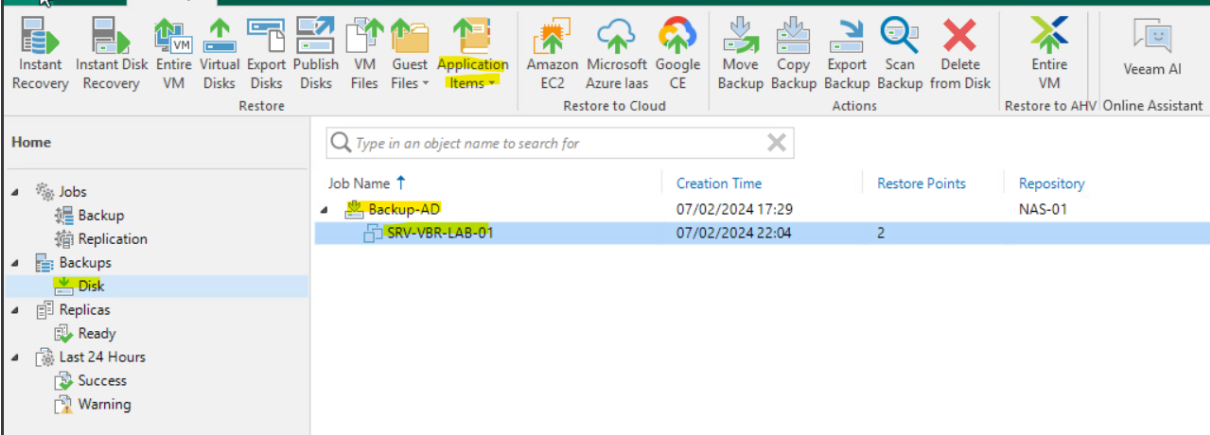 Instant Recovery
Instant Disk Recovery
Entire VM
Virtual Disks
Export Disks
Publish Disks
VM Files
Guest Files
Application Items
Amazon EC2
Microsoft Azure Iaas
Google CE
Move Backup
Copy Backup
Export Backup
Scan Backup
Delete from Disk
Entire VM
Veeam AI
VM
Restore
Restore to Cloud
Actions
Restore to AHV
Online Assistant
Home
Jobs
Backup
Replication
Backups
Disk
Replicas
Ready
Last 24 Hours
Success
Warning
Type in an object name to search for
Job Name Creation Time Restore Points Repository
Backup-AD 07/02/2024 17:29 NAS-01
SRV-VBR-LAB-01 07/02/2024 22:04 2